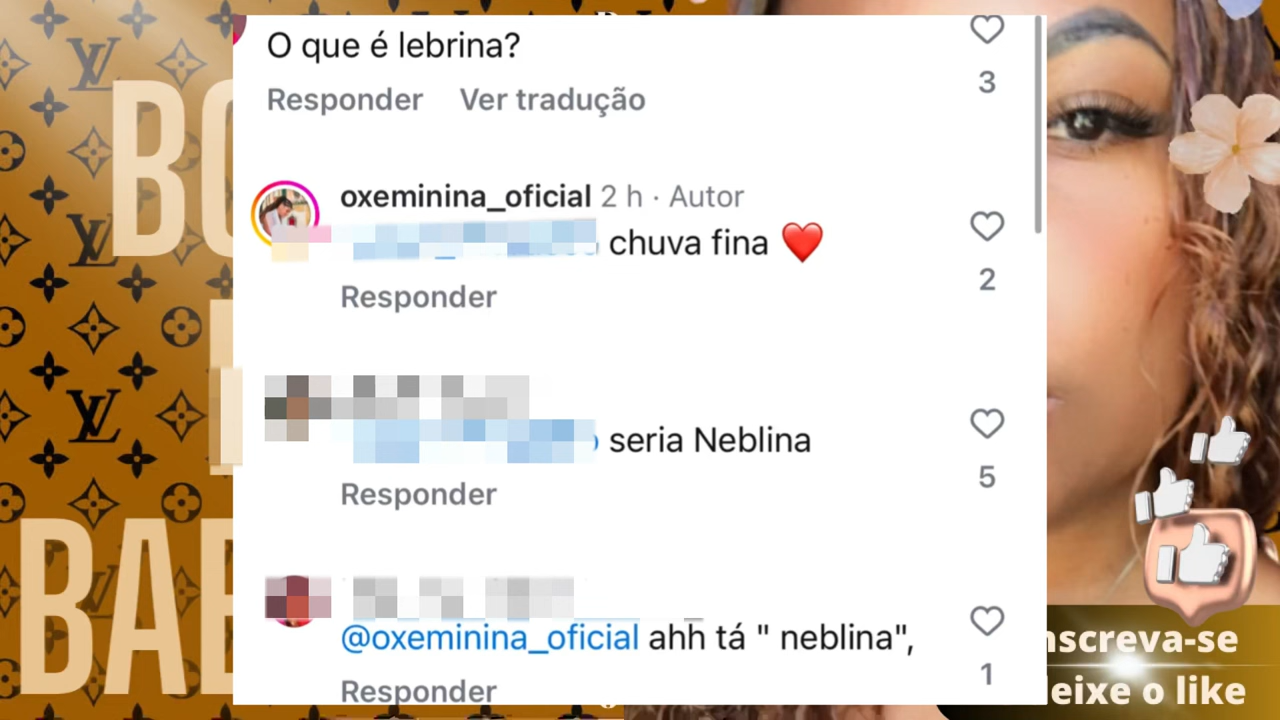 O que é lebrina?
3
Responder Ver tradução
oxeminina_oficial 2 h · Autor
chuva fina ❤️
2
Responder
seria Neblina
5
Responder
@oxeminina_oficial ahh tá " neblina",
1
Responder
nscreva-se
eixe o like